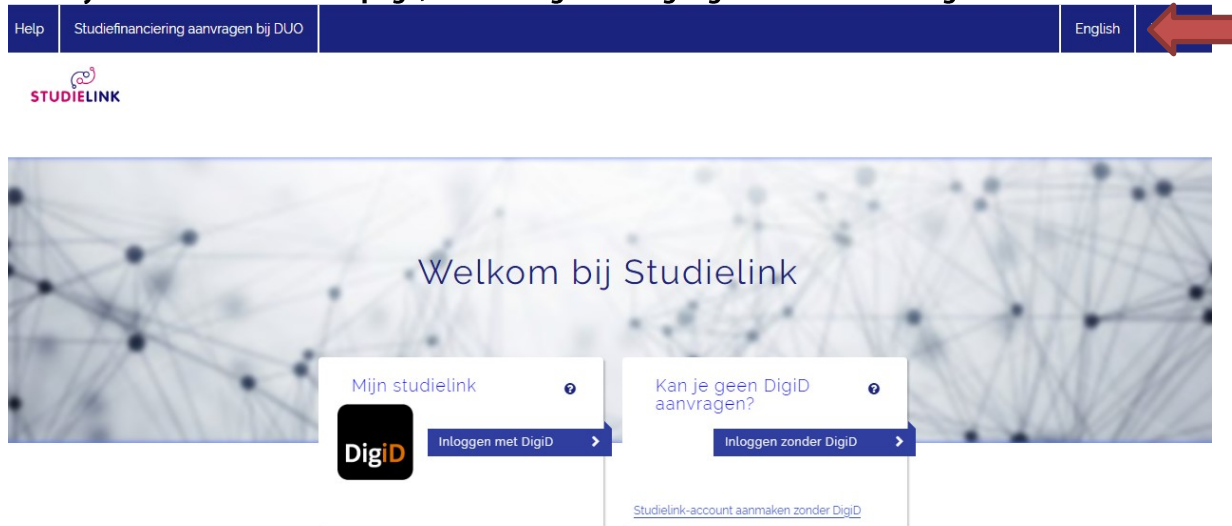 Help
Studiefinanciering aanvragen bij DUO
English
STUDIELINK
Welkom bij Studielink
Mijn studielink
DigiD
Inloggen met DigiD
Kan je geen DigiD
aanvragen?
Inloggen zonder DigiD
Studielink-account aanmaken zonder DigiD